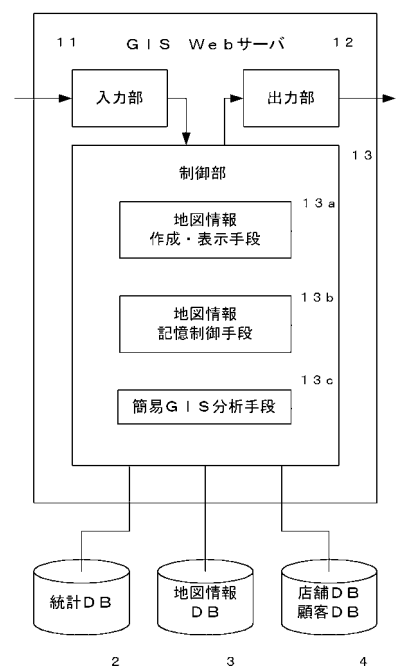 11 GIS Webサーバ 12
入力部
出力部
13
制御部
13a
地図情報
作成・表示手段
13b
地図情報
記憶制御手段
13c
簡易GIS分析手段
統計DB
地図情報
DB
店舗DB
顧客DB
2 3 4